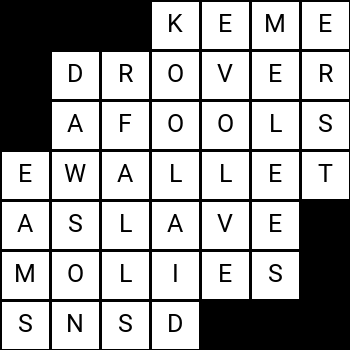 KEME
DROVER
AFOOLS
EWALLET
ASLAVE
MOLIES
SNSD